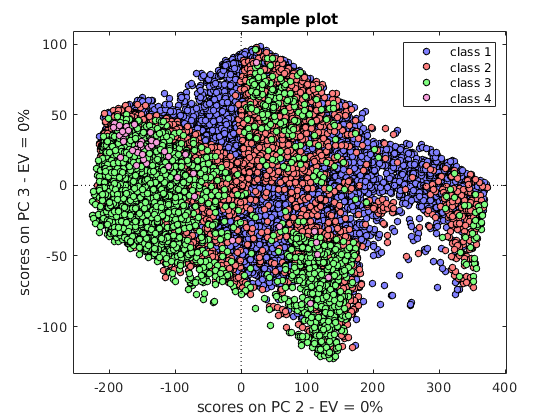 sample plot
class 1
class 2
class 3
class 4
100
50
0
-50
-100
scores on PC 3 - EV = 0%
-200 -100 0 100 200 300 400
scores on PC 2 - EV = 0%